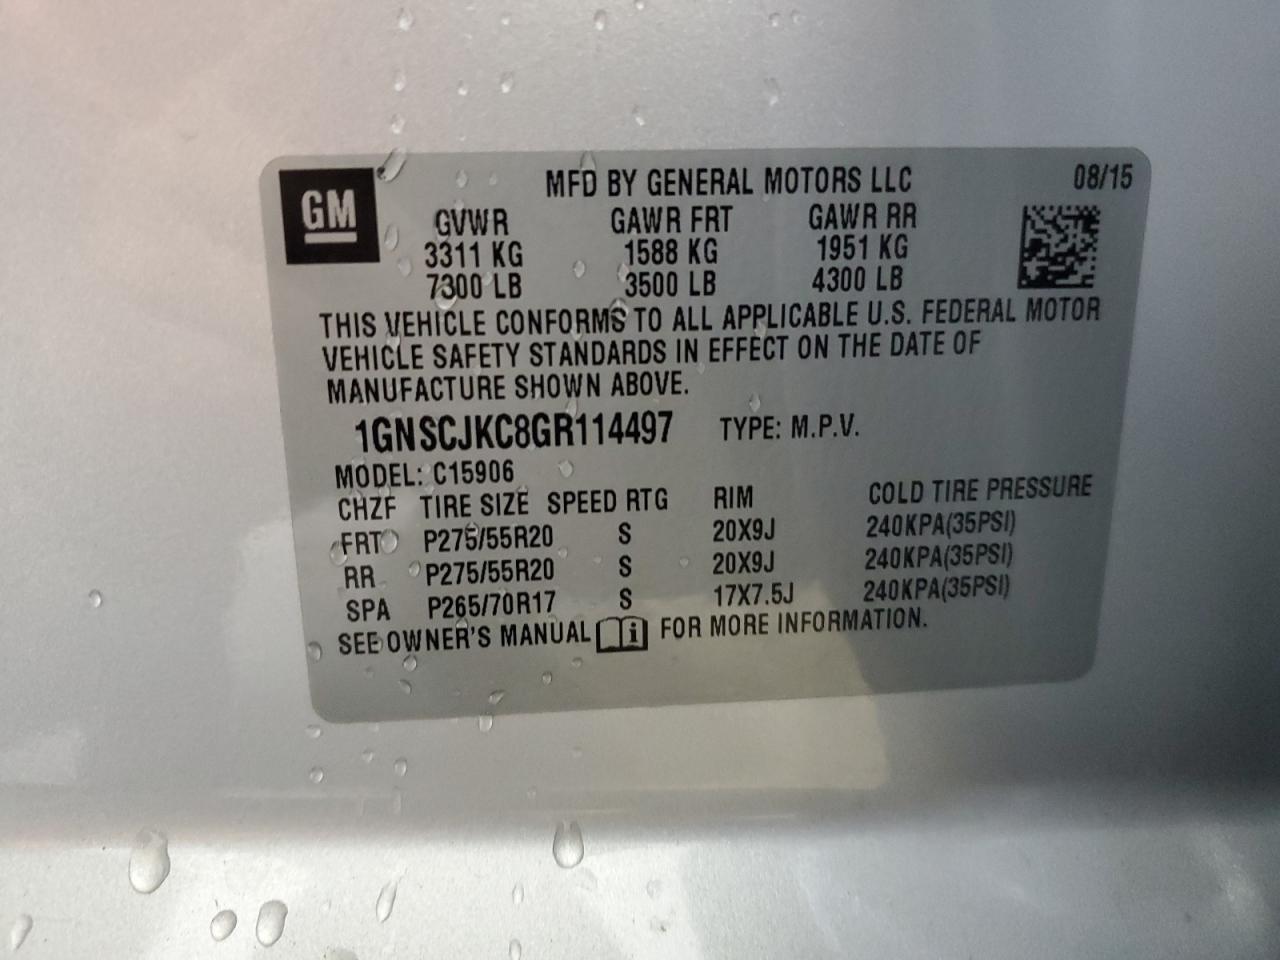 GM
MFD BY GENERAL MOTORS LLC 08/15
GVWR GAWR FRT GAWR RR
3311 KG 1588 KG 1951 KG
7300 LB 3500 LB 4300 LB
THIS VEHICLE CONFORMS TO ALL APPLICABLE U.S. FEDERAL MOTOR
VEHICLE SAFETY STANDARDS IN EFFECT ON THE DATE OF
MANUFACTURE SHOWN ABOVE.
1GNSCJKC8GR114497 TYPE: M.P.V.
MODEL: C15906
CHZF TIRE SIZE SPEED RTG RIM COLD TIRE PRESSURE
FRT P275/55R20 S 20X9J 240KPA(35PSI)
RR P275/55R20 S 20X9J 240KPA(35PSI)
SPA P265/70R17 S 17X7.5J 240KPA(35PSI)
SEE OWNER'S MANUAL i FOR MORE INFORMATION.